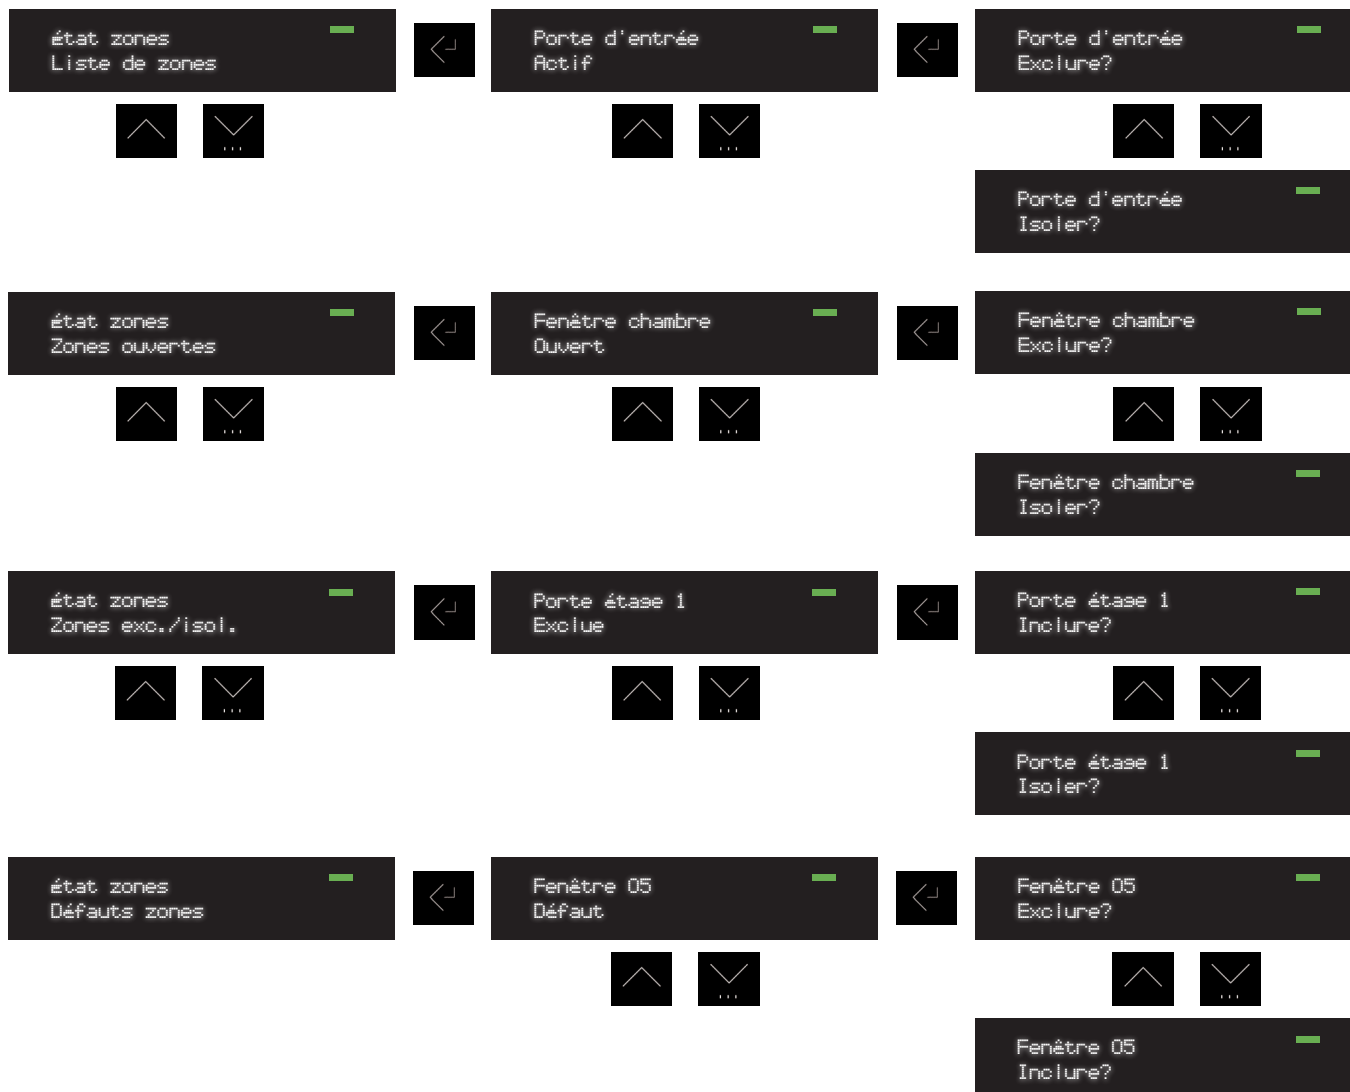 état zones
Liste de zones
Porte d'entrée
Actif
Porte d'entrée
Exclure?
Porte d'entrée
Isoler?
état zones
Zones ouvertes
Fenêtre chambre
Ouvert
Fenêtre chambre
Exclure?
Fenêtre chambre
Isoler?
état zones
Zones exc./isol.
Porte étage 1
Exclue
Porte étage 1
Inclure?
Porte étage 1
Isoler?
état zones
Défauts zones
Fenêtre 05
Défaut
Fenêtre 05
Exclure?
Fenêtre 05
Inclure?